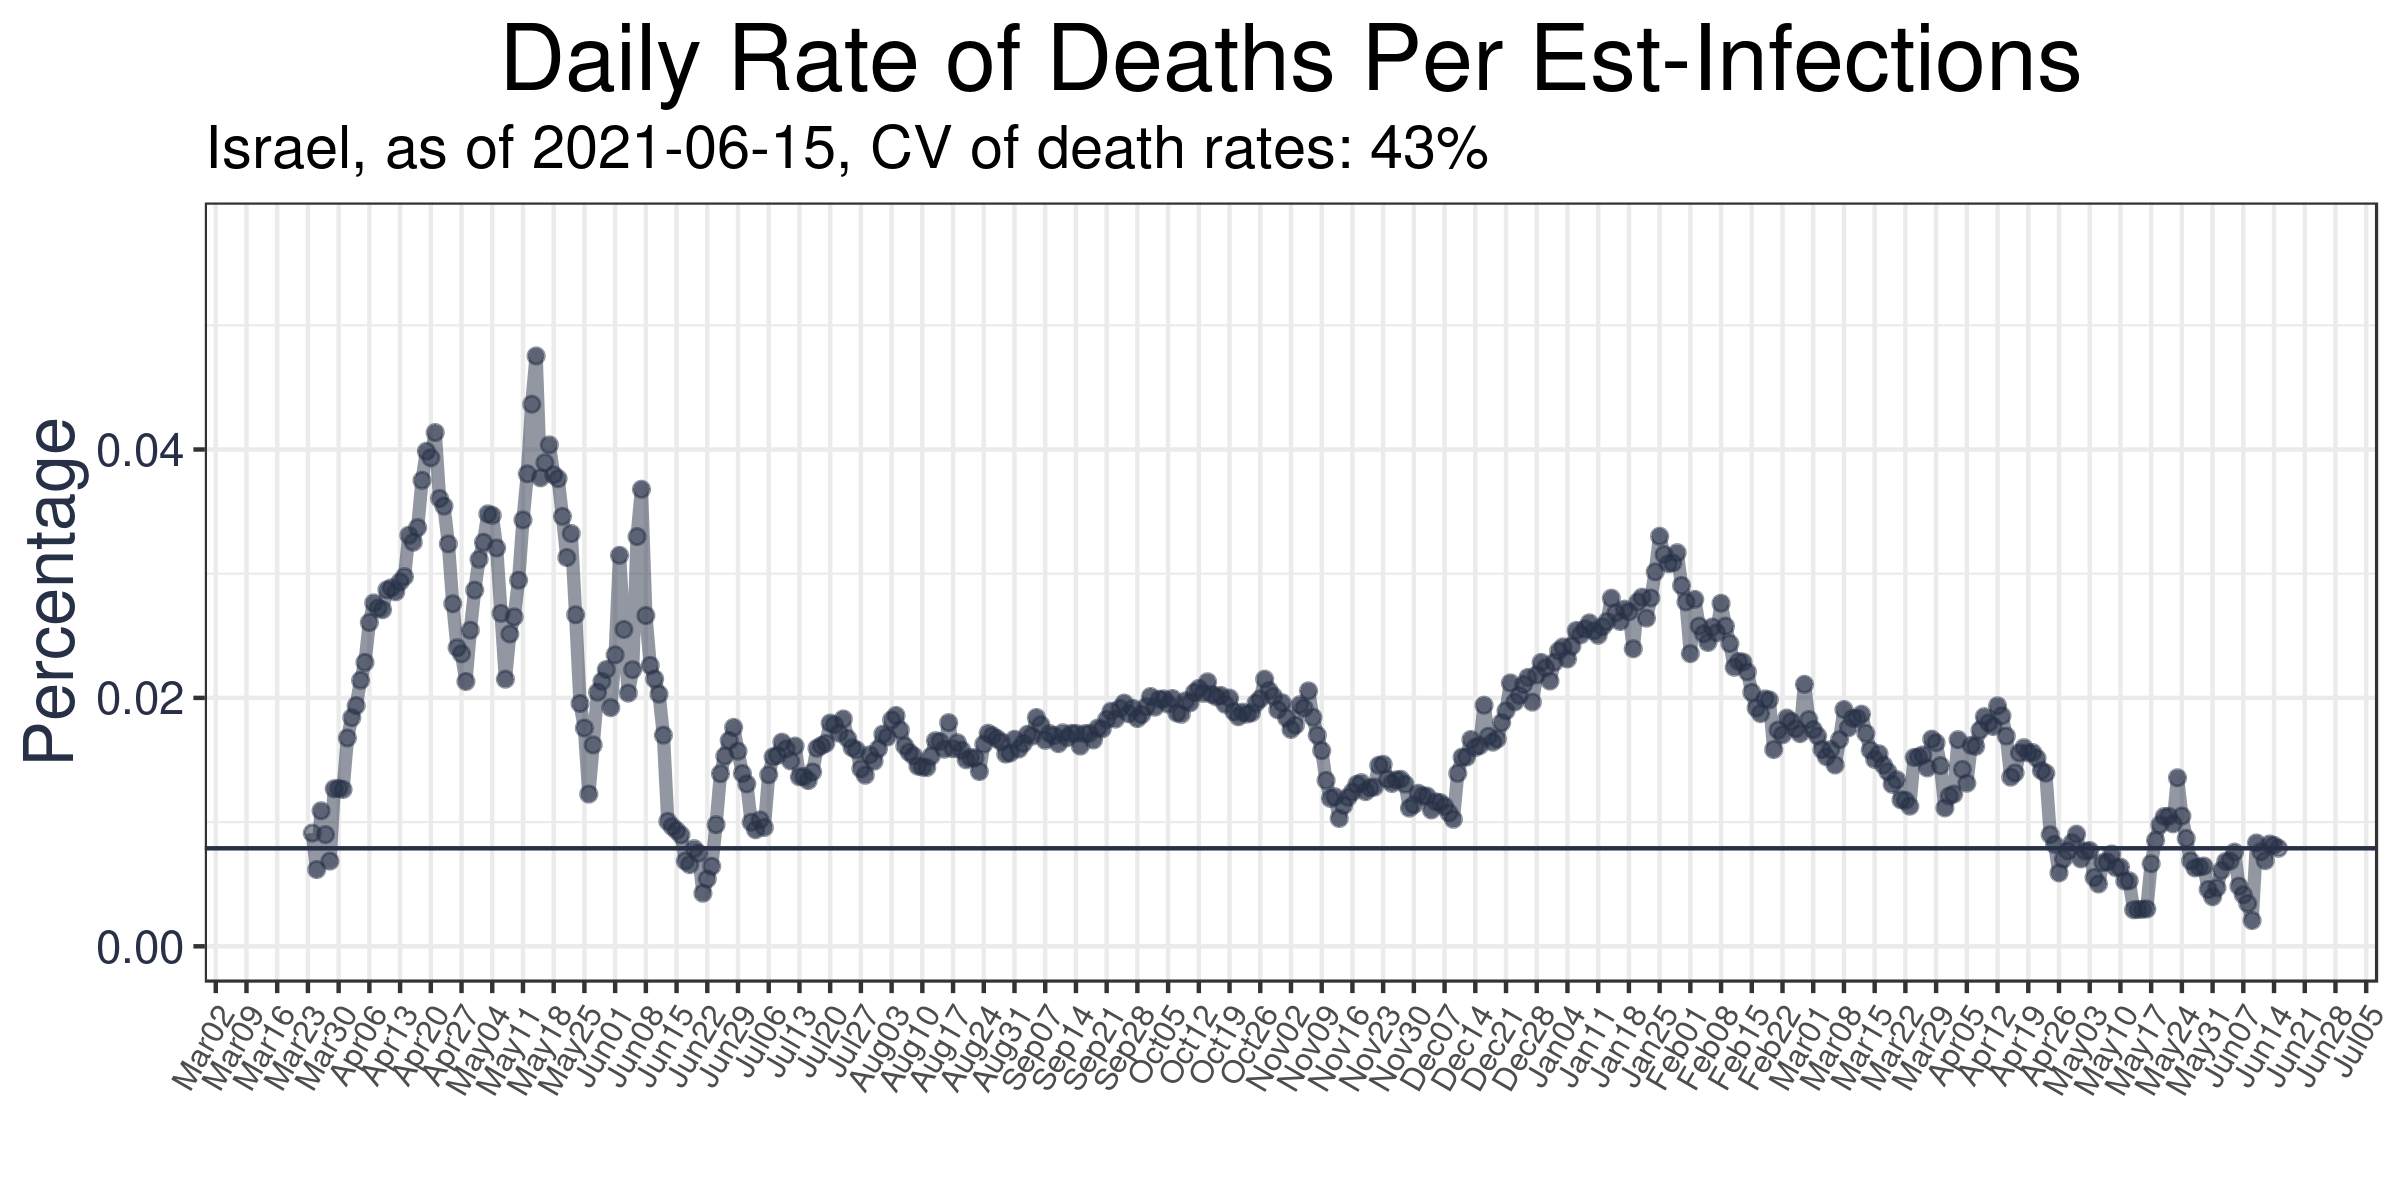 Daily Rate of Deaths Per Est-Infections
Israel, as of 2021-06-15, CV of death rates: 43%
Percentage
0.04
0.02
0.00
Mar02
Mar09
Mar16
Mar23
Mar30
Apr06
Apr13
Apr20
Apr27
May04
May11
May18
May25
Jun01
Jun08
Jun15
Jun22
Jun29
Jul06
Jul13
Jul20
Jul27
Aug03
Aug10
Aug17
Aug24
Aug31
Sep07
Sep14
Sep21
Sep28
Oct05
Oct12
Oct19
Oct26
Nov02
Nov09
Nov16
Nov23
Nov30
Dec07
Dec14
Dec21
Dec28
Jan04
Jan11
Jan18
Jan25
Feb01
Feb08
Feb15
Feb22
Mar01
Mar08
Mar15
Mar22
Mar29
Apr05
Apr12
Apr19
Apr26
May03
May10
May17
May24
May31
Jun07
Jun14
Jun21
Jun28
Jul05